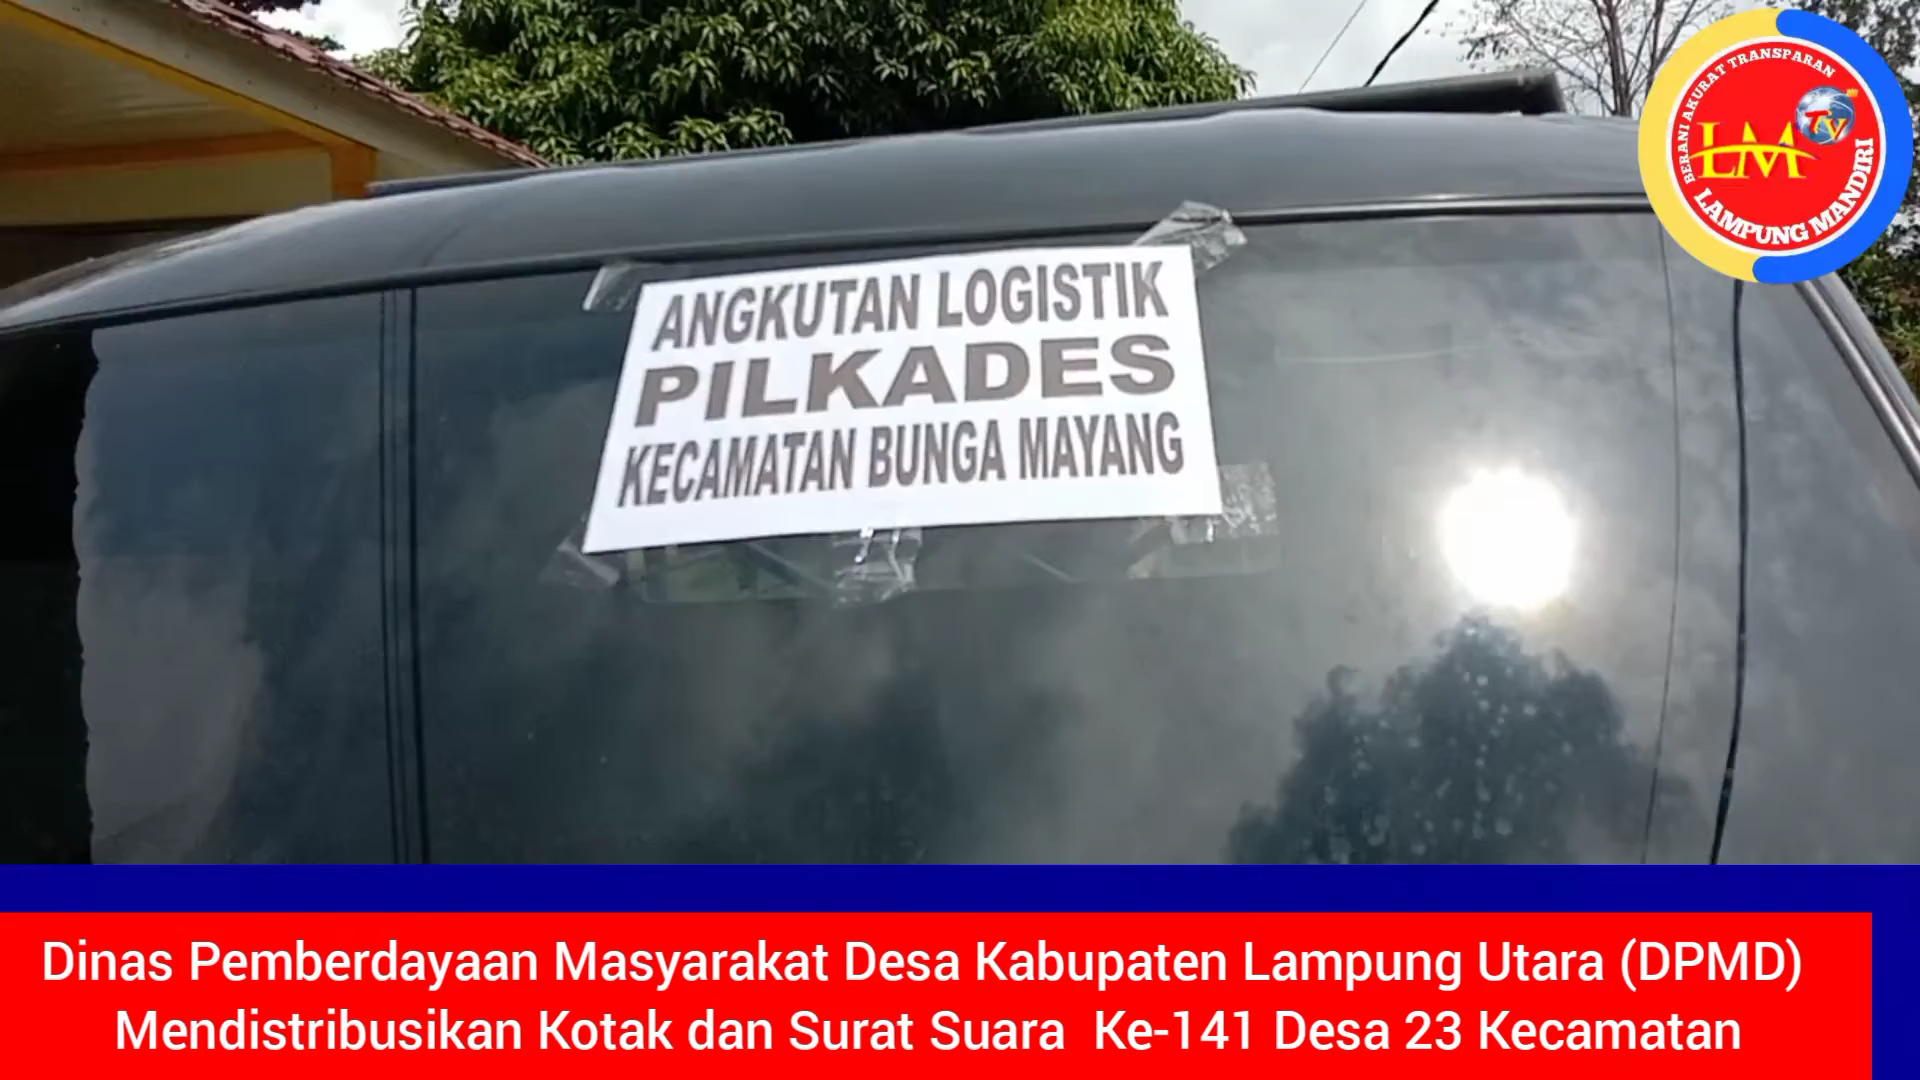 BERANI AKURAT TRANSPARAN
LM TV
LAMPUNG MANDIRI
ANGKUTAN LOGISTIK
PILKADES
KECAMATAN BUNGA MAYANG
Dinas Pemberdayaan Masyarakat Desa Kabupaten Lampung Utara (DPMD)
Mendistribusikan Kotak dan Surat Suara Ke-141 Desa 23 Kecamatan